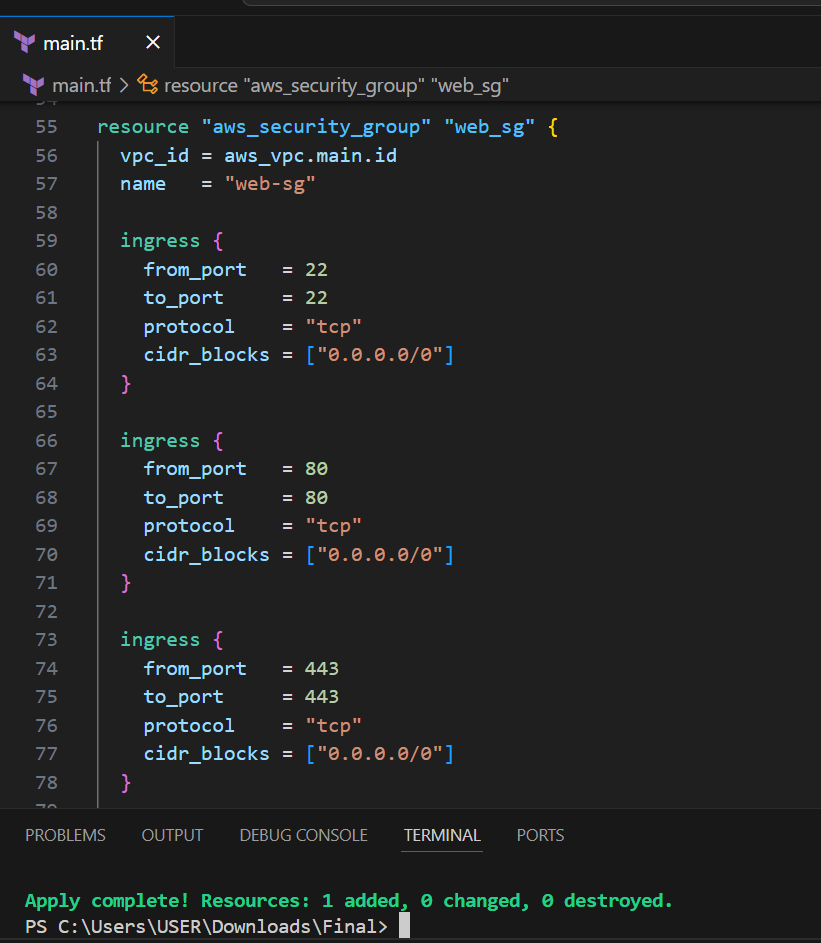 main.tf
main.tf > resource "aws_security_group" "web_sg"
54
55 resource "aws_security_group" "web_sg" {
56   vpc_id = aws_vpc.main.id
57   name   = "web-sg"
58
59   ingress {
60     from_port   = 22
61     to_port     = 22
62     protocol    = "tcp"
63     cidr_blocks = ["0.0.0.0/0"]
64   }
65
66   ingress {
67     from_port   = 80
68     to_port     = 80
69     protocol    = "tcp"
70     cidr_blocks = ["0.0.0.0/0"]
71   }
72
73   ingress {
74     from_port   = 443
75     to_port     = 443
76     protocol    = "tcp"
77     cidr_blocks = ["0.0.0.0/0"]
78   }
79
PROBLEMS OUTPUT DEBUG CONSOLE TERMINAL PORTS
Apply complete! Resources: 1 added, 0 changed, 0 destroyed.
PS C:\Users\USER\Downloads\Final>